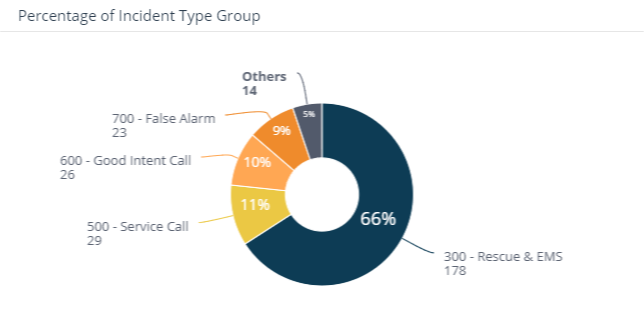 Percentage of Incident Type Group
Others
14
5%
700 - False Alarm
23
9%
600 - Good Intent Call
26
10%
500 - Service Call
29
11%
66%
300 - Rescue & EMS
178